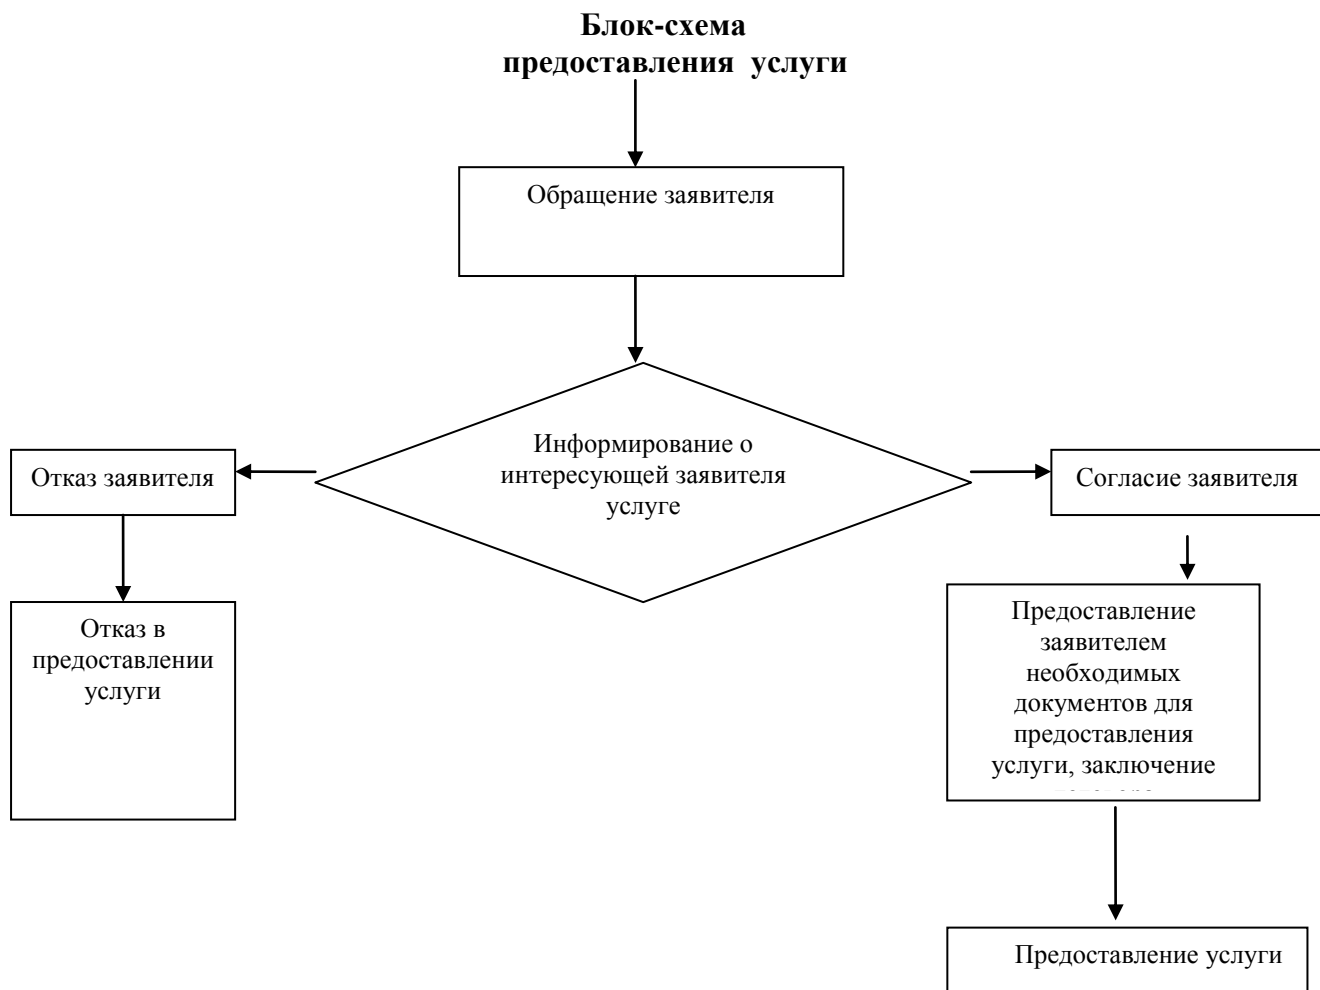 Блок-схема
предоставления услуги
Обращение заявителя
Информирование о
интересующей заявителя
услуге
Отказ заявителя
Согласие заявителя
Отказ в
предоставлении
услуги
Предоставление
заявителем
необходимых
документов для
предоставления
услуги, заключение
Предоставление услуги